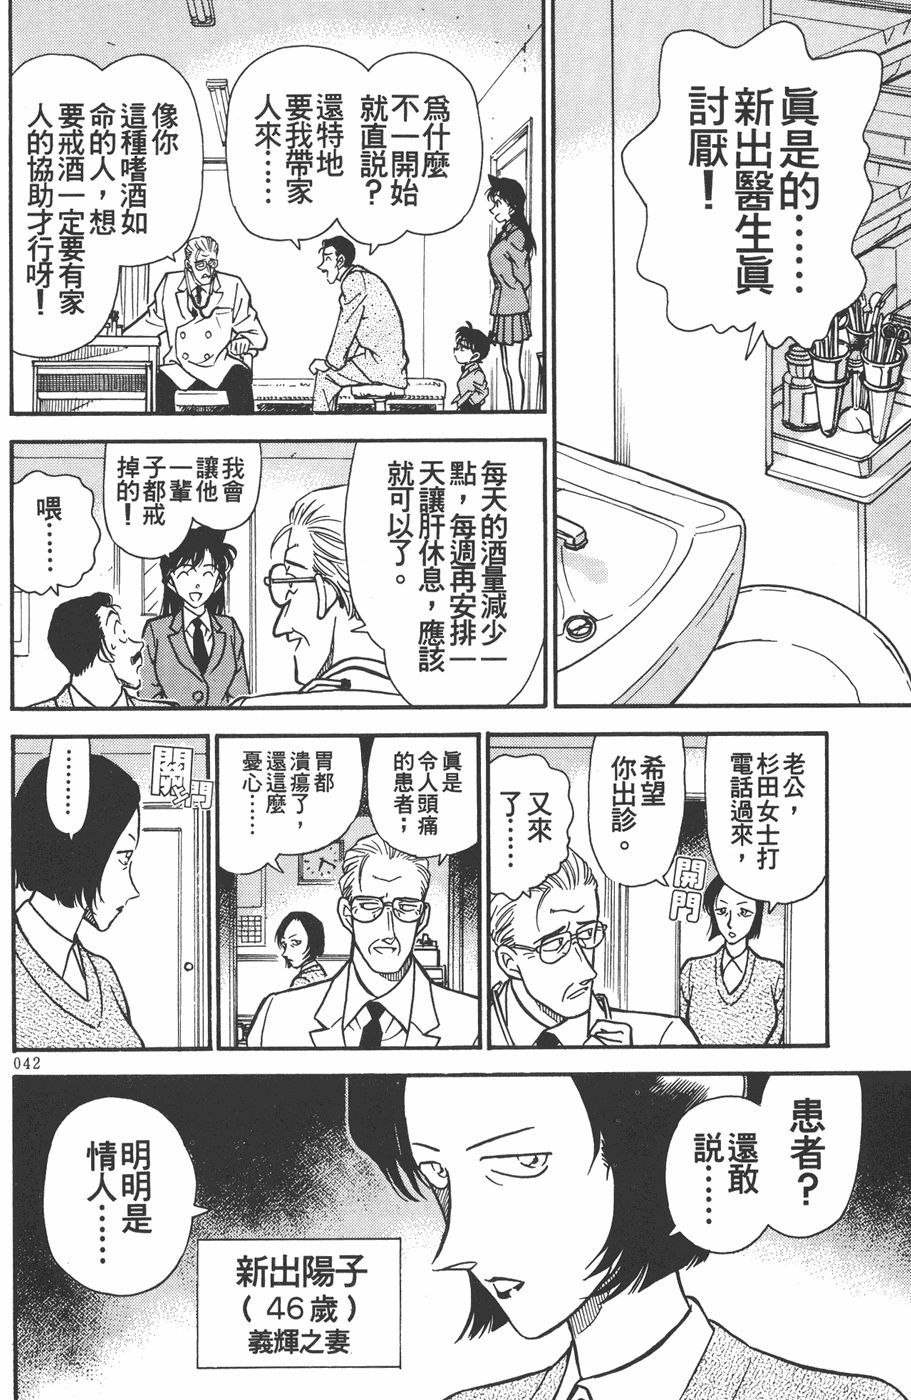 真是的……
新出醫生真
討厭！
爲什麼
不一開始
就直説？
還特地
要我帶家
人來……
像你
這種嗜酒如
命的人，想
要戒酒一定要有家
人的協助才行呀！
每天的酒量減少一
點，每週再安排一
天讓肝休息，應該
就可以了。
我會
讓他
一輩
子都戒
掉的！
喂……
老公，
杉田女士打
電話過來，
希望
你出診。
開門
又來
了……
眞是
令人頭痛
的患者；
胃都
潰瘍了，
還這麼
憂心…
關門
……
042
患者？
還敢
説……
明明是
情人……
新出陽子
（46歲）
義輝之妻